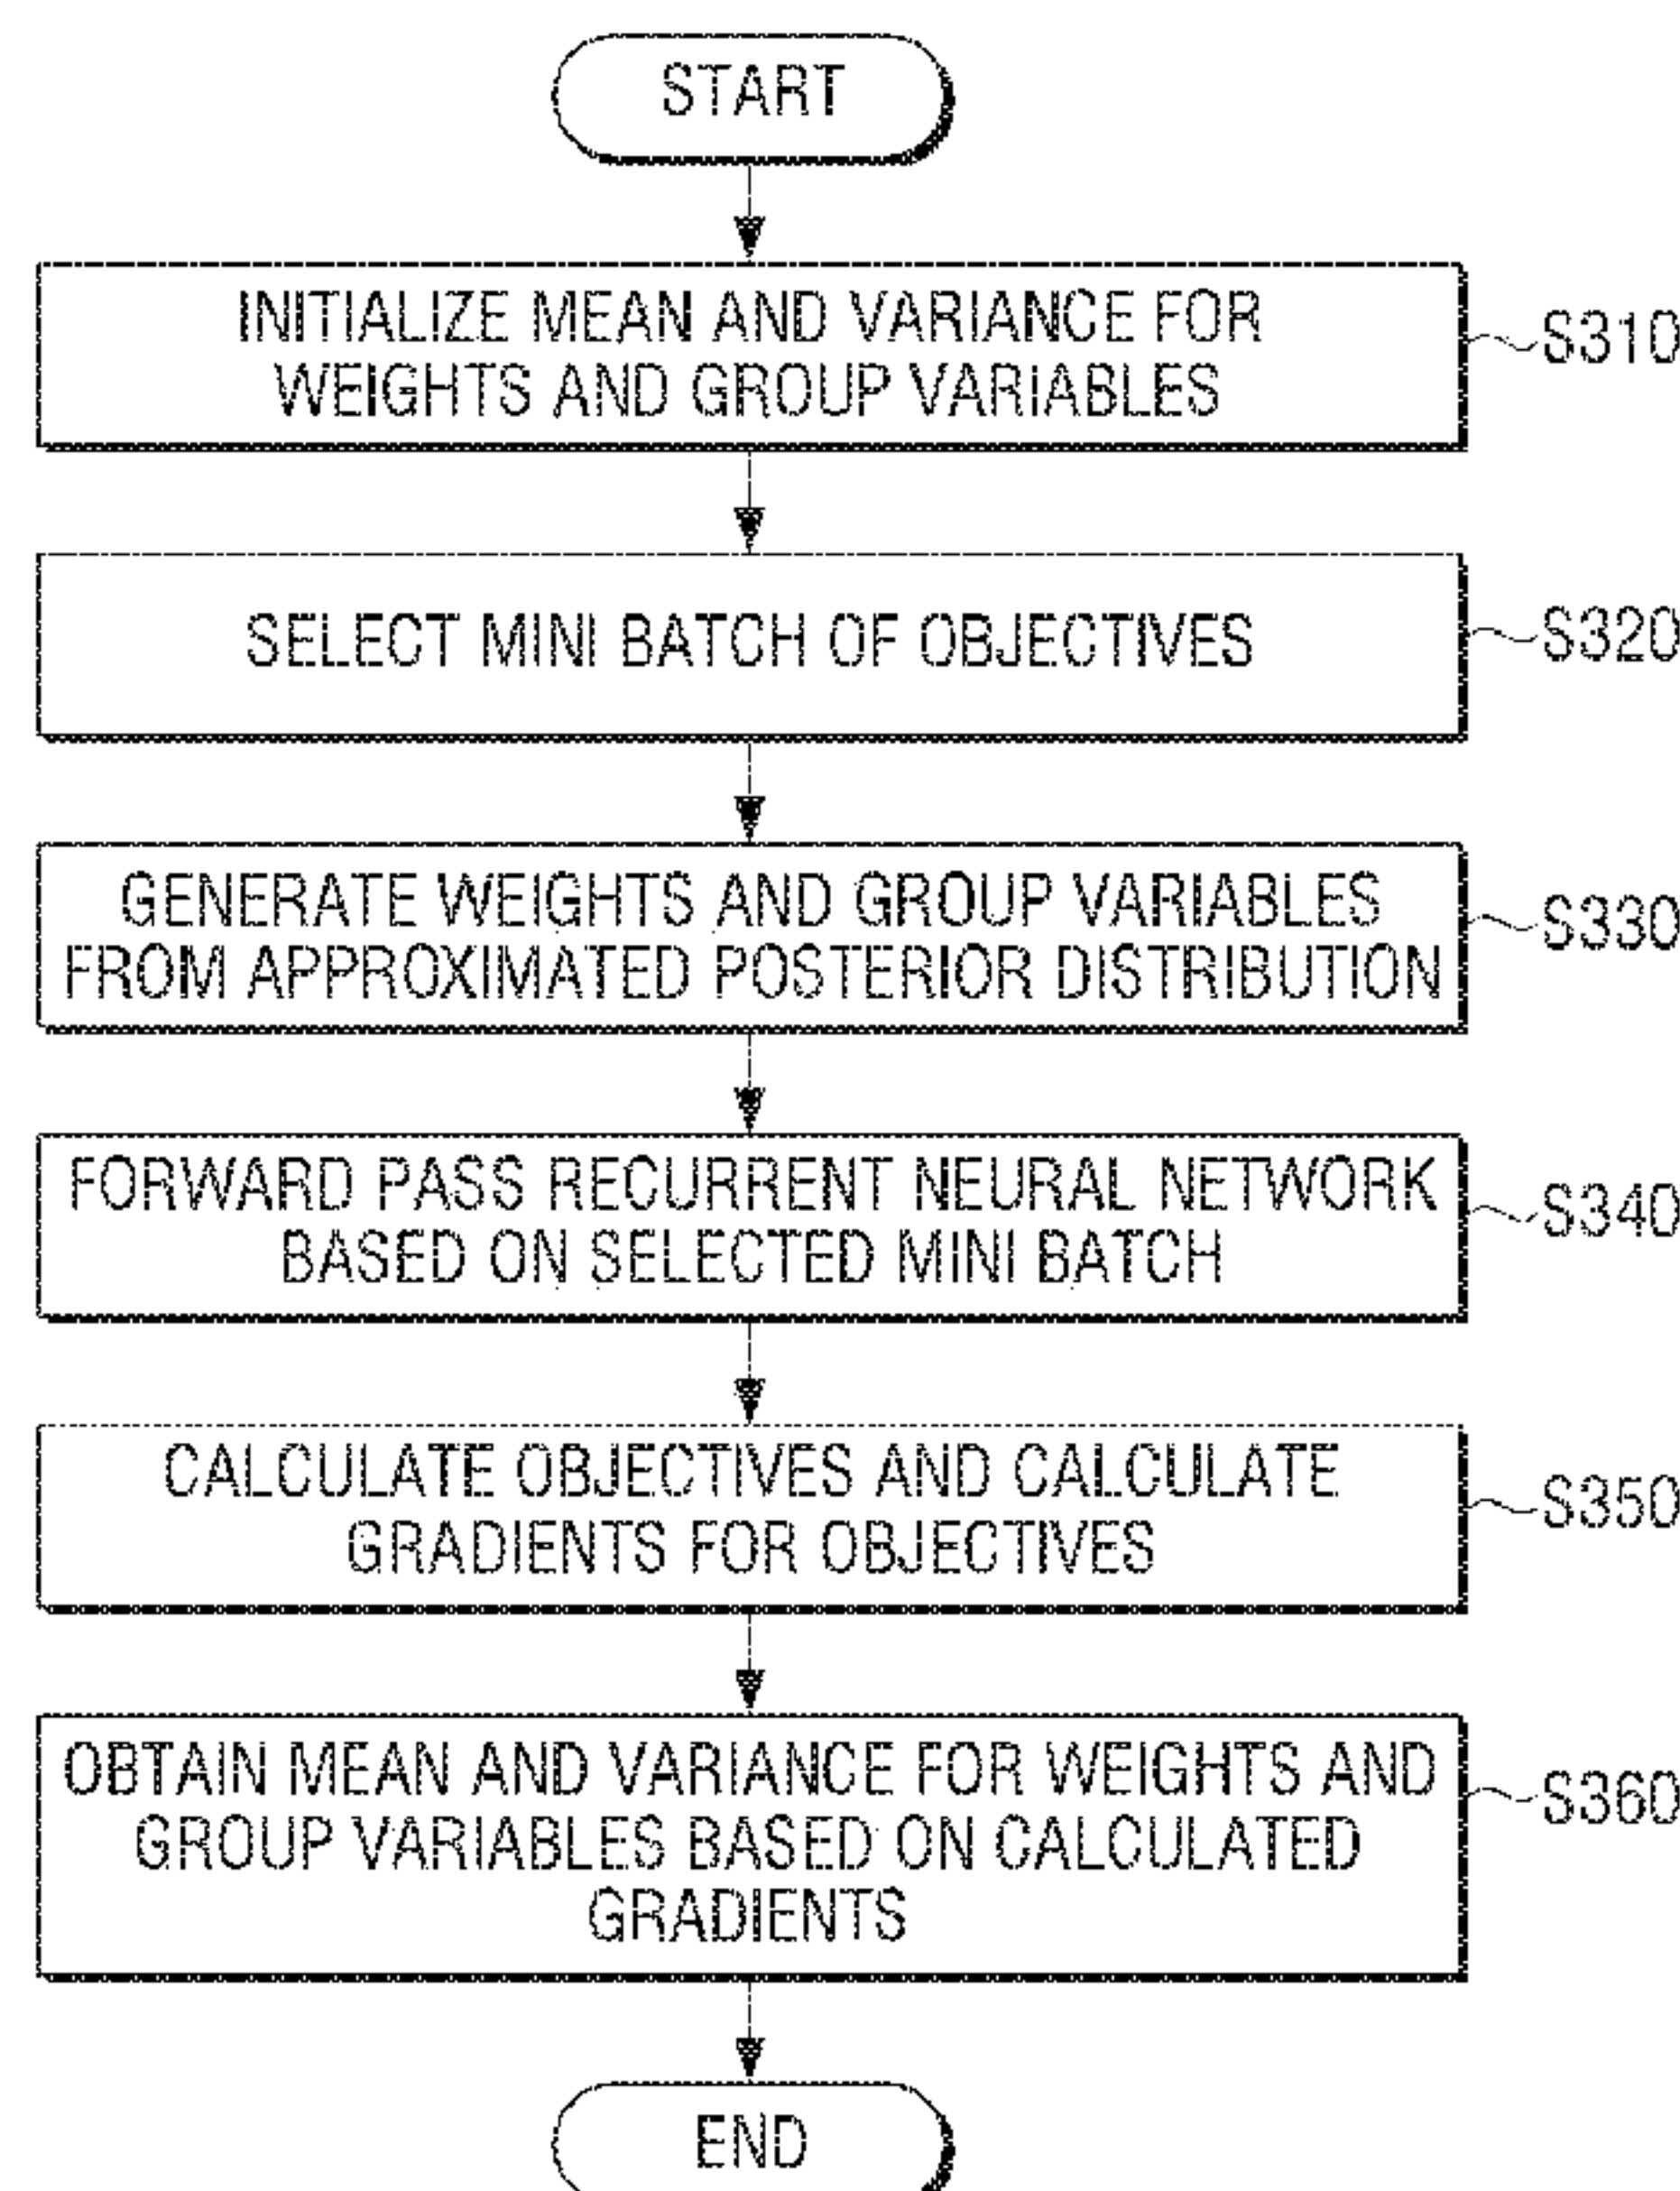 START
INITIALIZE MEAN AND VARIANCE FOR
WEIGHTS AND GROUP VARIABLES
S310
SELECT MINI BATCH OF OBJECTIVES
S320
GENERATE WEIGHTS AND GROUP VARIABLES
FROM APPROXIMATED POSTERIOR DISTRIBUTION
S330
FORWARD PASS RECURRENT NEURAL NETWORK
BASED ON SELECTED MINI BATCH
S340
CALCULATE OBJECTIVES AND CALCULATE
GRADIENTS FOR OBJECTIVES
S350
OBTAIN MEAN AND VARIANCE FOR WEIGHTS AND
GROUP VARIABLES BASED ON CALCULATED
GRADIENTS
S360
END